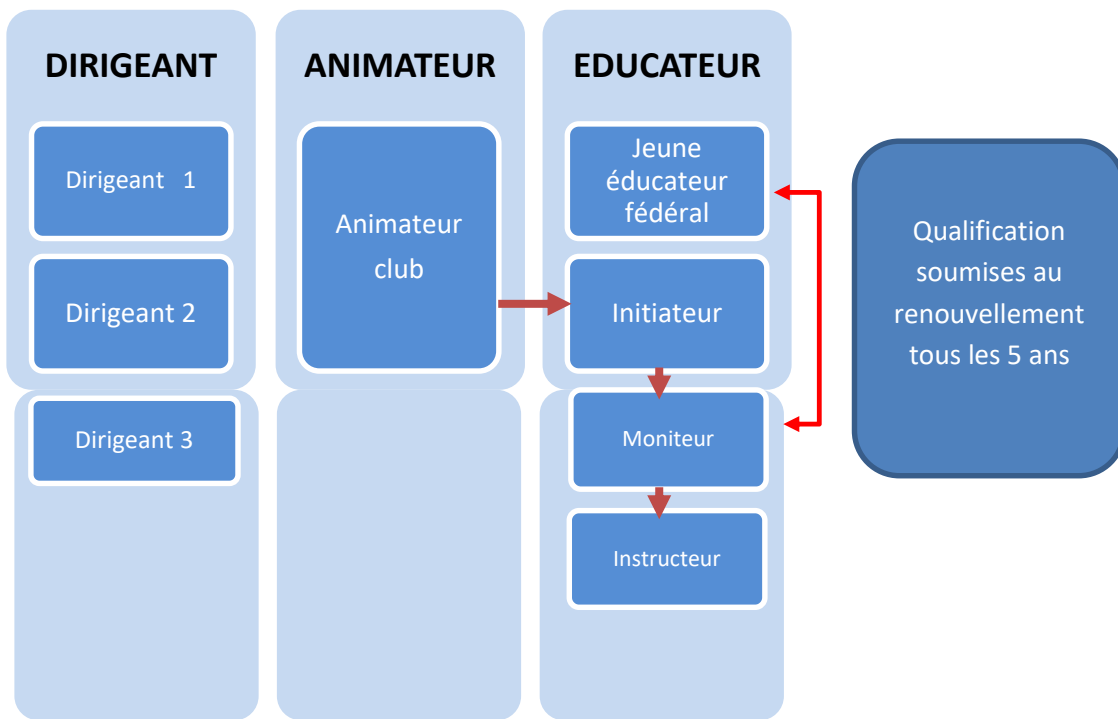 DIRIGEANT
Dirigeant 1
Dirigeant 2
Dirigeant 3
ANIMATEUR
Animateur
club
EDUCATEUR
Jeune
éducateur
fédéral
Initiateur
Moniteur
Instructeur
Qualification
soumises au
renouvellement
tous les 5 ans